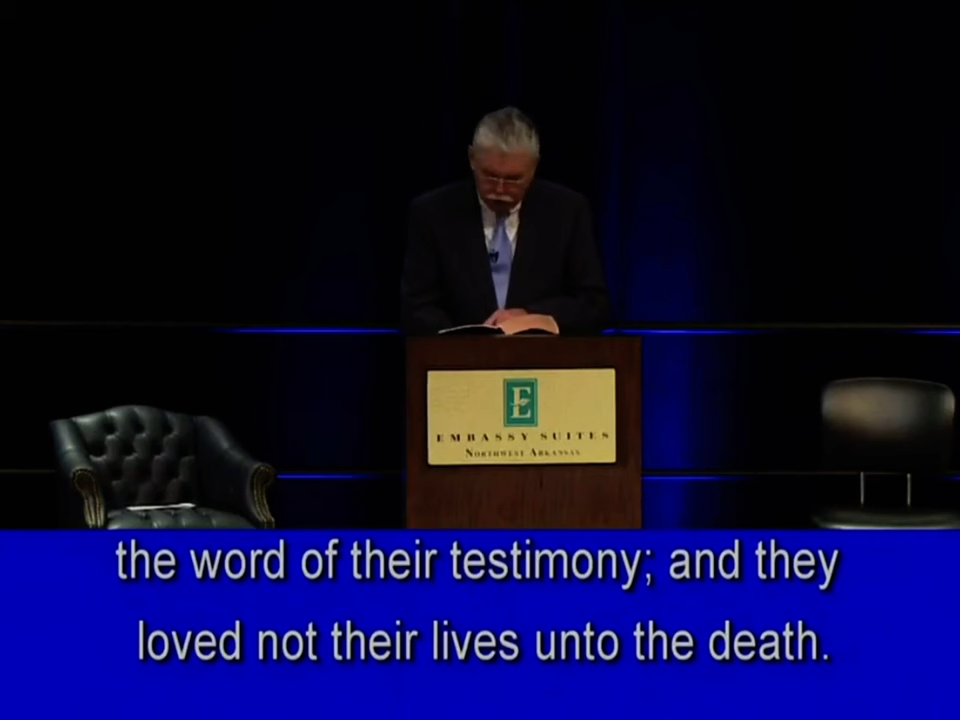 E
EMBASSY SUITES
NORTHWEST ARKANSAS
the word of their testimony; and they
loved not their lives unto the death.